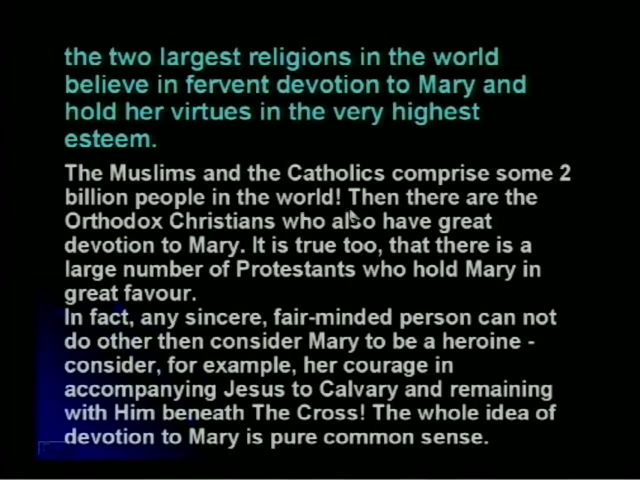 the two largest religions in the world
believe in fervent devotion to Mary and
hold her virtues in the very highest
esteem.
The Muslims and the Catholics comprise some 2
billion people in the world! Then there are the
Orthodox Christians who also have great
devotion to Mary. It is true too, that there is a
large number of Protestants who hold Mary in
great favour.
In fact, any sincere, fair-minded person can not
do other then consider Mary to be a heroine -
consider, for example, her courage in
accompanying Jesus to Calvary and remaining
with Him beneath The Cross! The whole idea of
devotion to Mary is pure common sense.